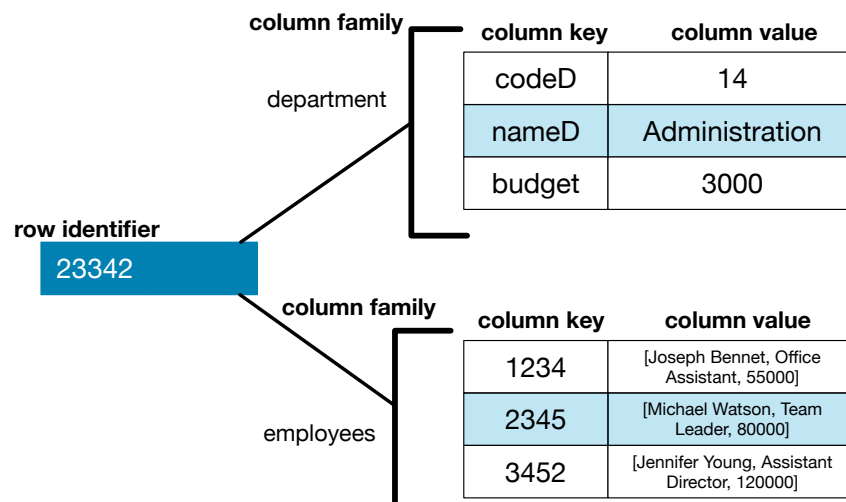 column family
column key column value
department
codeD 14
nameD Administration
budget 3000
row identifier
23342
column family
column key column value
employees
1234 [Joseph Bennet, Office
Assistant, 55000]
2345 [Michael Watson, Team
Leader, 80000]
3452 [Jennifer Young, Assistant
Director, 120000]